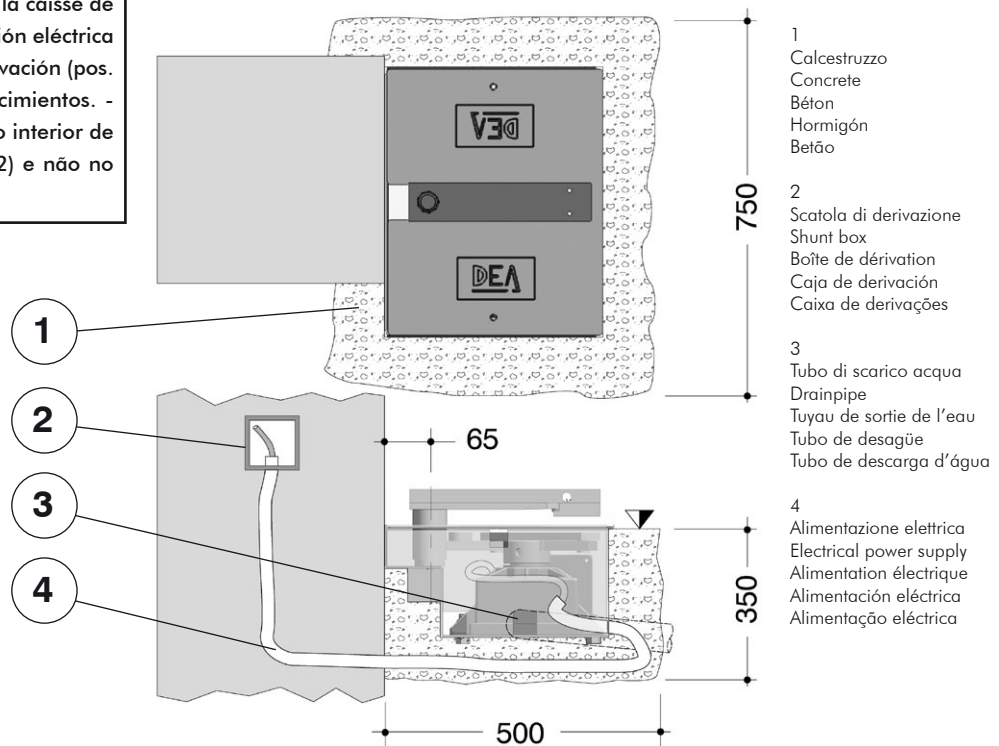 la caisse de
ión eléctrica
vación (pos.
cimientos. -
o interior de
2) e não no
DEA
DEA
750
1
2
3
4
65
350
500
1
Calcestruzzo
Concrete
Béton
Hormigón
Betão
2
Scatola di derivazione
Shunt box
Boîte de dérivation
Caja de derivación
Caixa de derivações
3
Tubo di scarico acqua
Drainpipe
Tuyau de sortie de l’eau
Tubo de desagüe
Tubo de descarga d’água
4
Alimentazione elettrica
Electrical power supply
Alimentation électrique
Alimentación eléctrica
Alimentação eléctrica